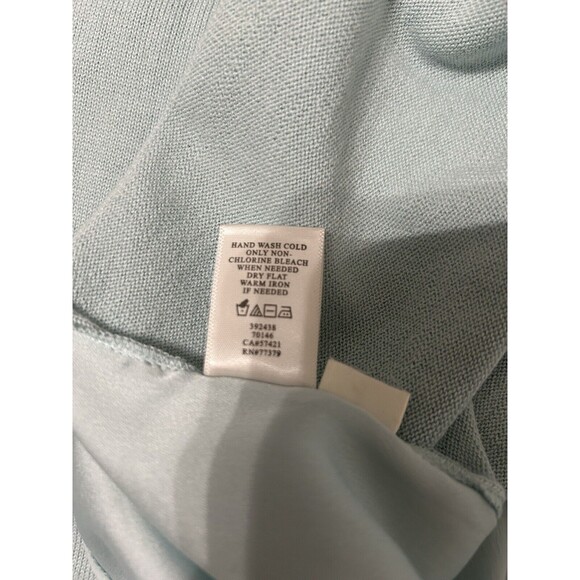 HAND WASH COLD
ONLY NON-
CHLORINE BLEACH
WHEN NEEDED
DRY FLAT
WARM IRON
IF NEEDED
392438
70146
CA#57421
RN#77379